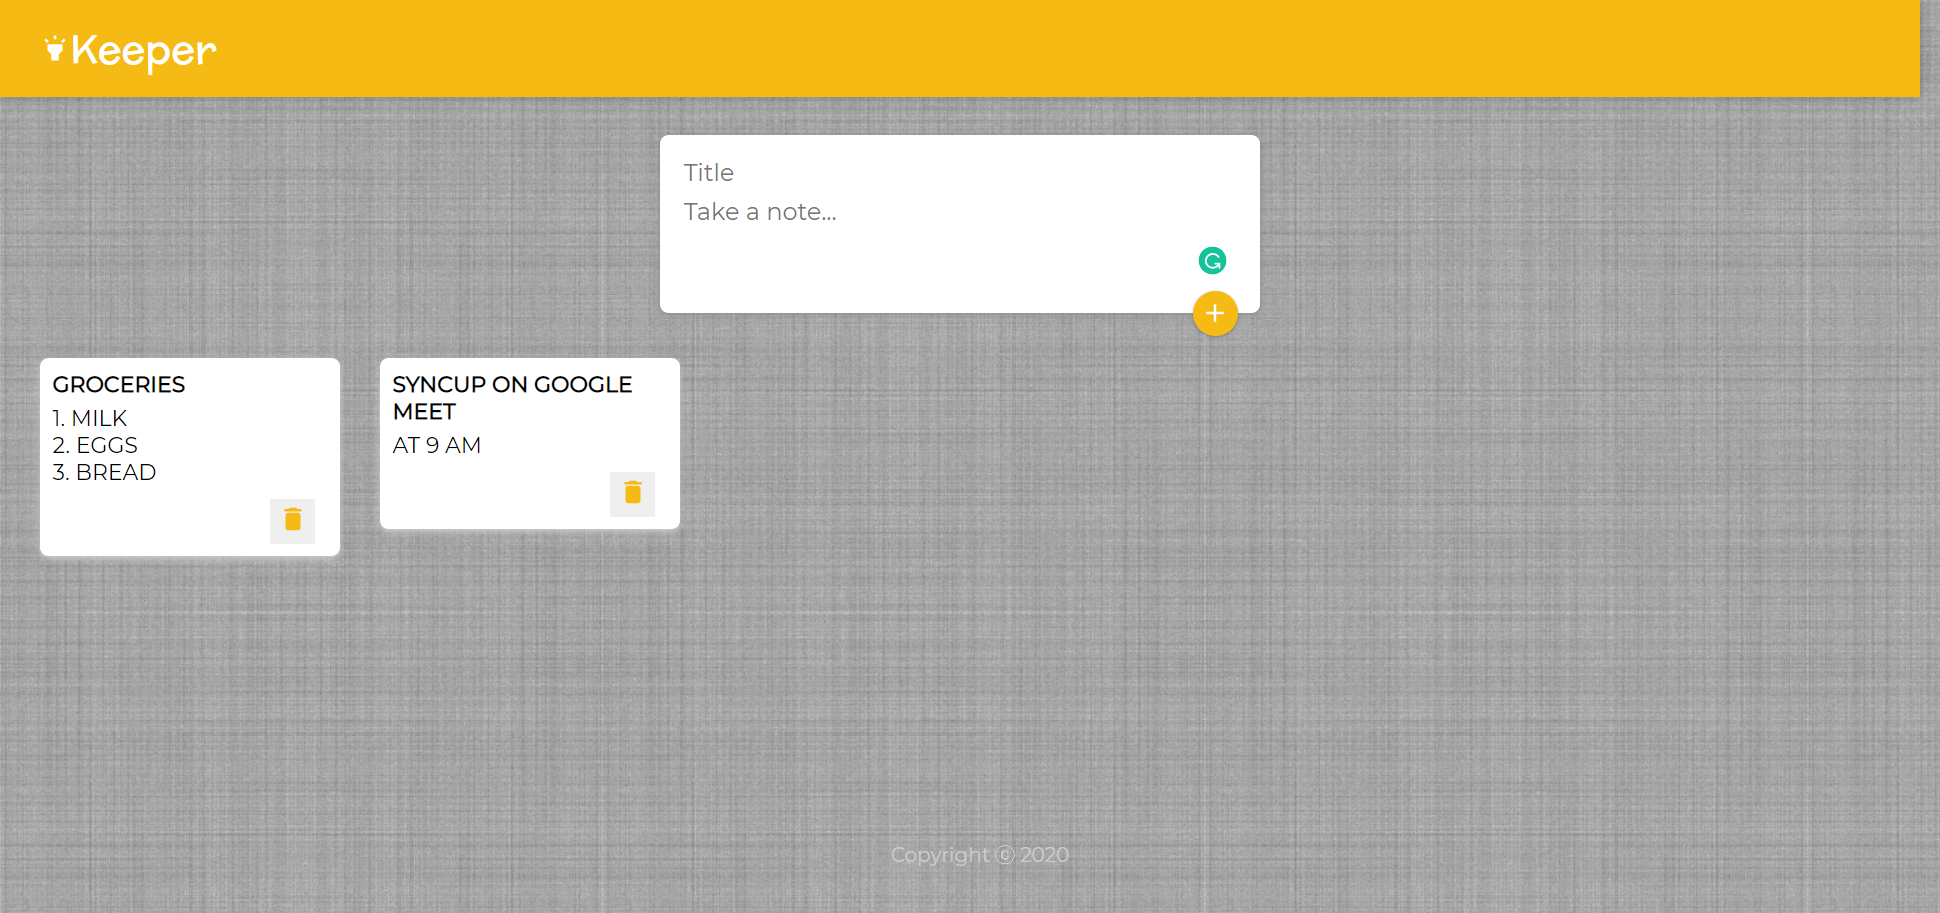 Keeper
Title
Take a note...
GROCERIES
1. MILK
2. EGGS
3. BREAD
SYNCUP ON GOOGLE
MEET
AT 9 AM
Copyright ⓒ 2020